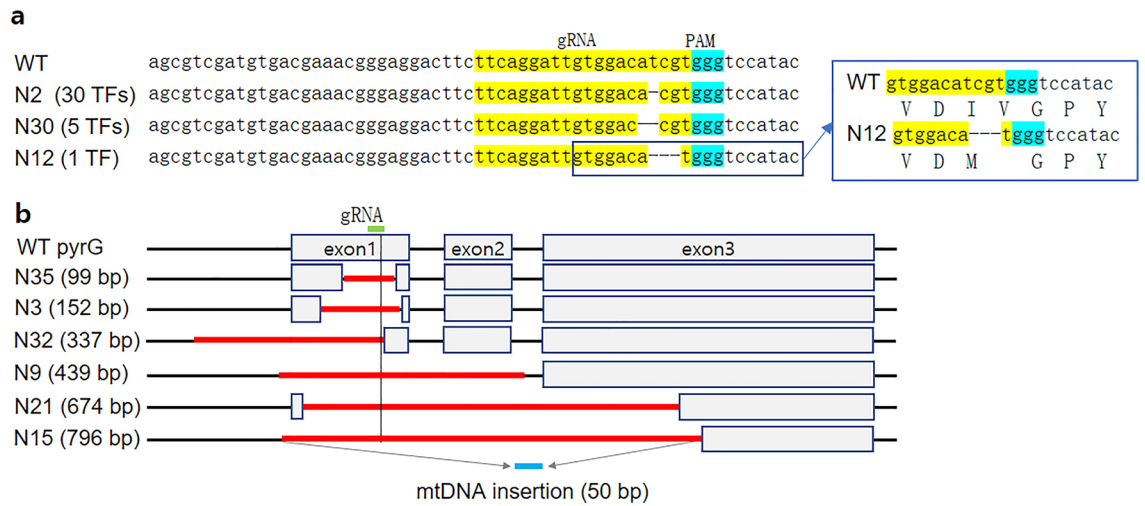 a
gRNA PAM
WT agcgtcgatgtgacgaaacgggaggacttcttcaggattgtggacatcgtgggtccatac
N2 (30 TFs) agcgtcgatgtgacgaaacgggaggacttcttcaggattgtggaca-cgtgggtccatac
N30 (5 TFs) agcgtcgatgtgacgaaacgggaggacttcttcaggattgtggac--cgtgggtccatac
N12 (1 TF) agcgtcgatgtgacgaaacgggaggacttcttcaggattgtggaca---tgggtccatac
WT gtggacatcgtgggtccatac
V D I V G P Y
N12 gtggaca---tgggtccatac
V D M G P Y
b
gRNA
WT pyrG exon1 exon2 exon3
N35 (99 bp)
N3 (152 bp)
N32 (337 bp)
N9 (439 bp)
N21 (674 bp)
N15 (796 bp)
mtDNA insertion (50 bp)